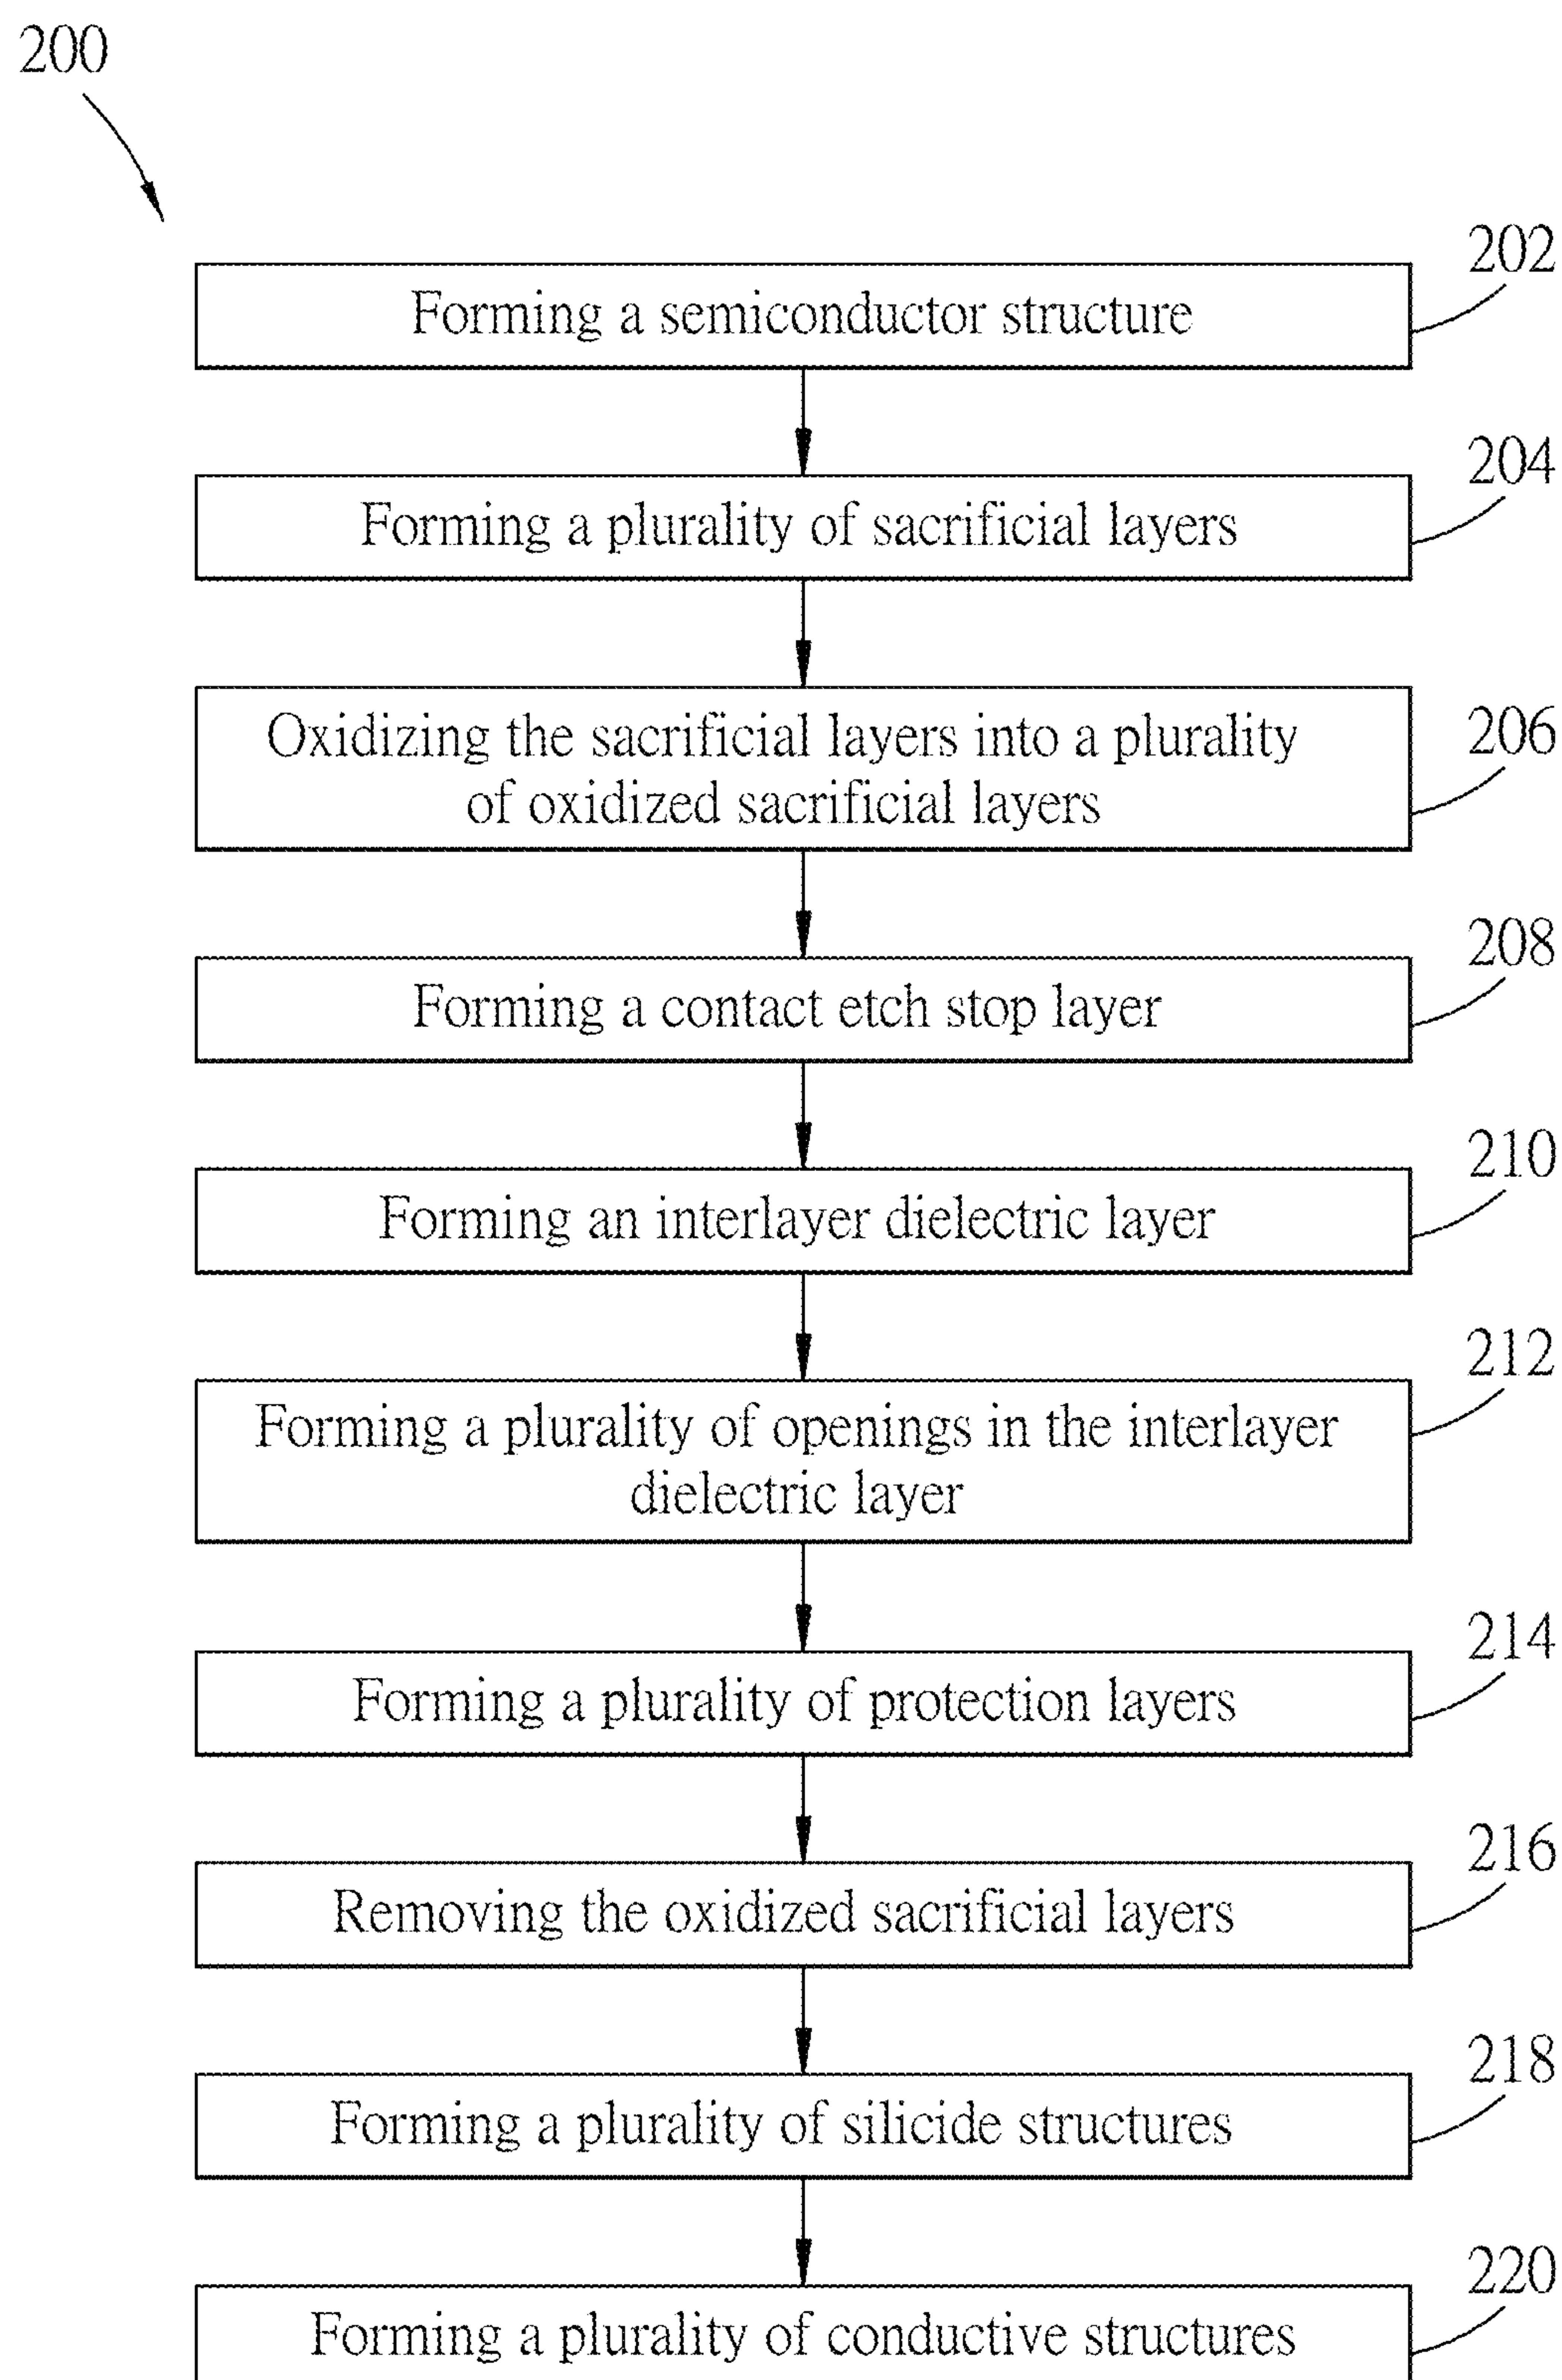 200
202
Forming a semiconductor structure
204
Forming a plurality of sacrificial layers
206
Oxidizing the sacrificial layers into a plurality
of oxidized sacrificial layers
208
Forming a contact etch stop layer
210
Forming an interlayer dielectric layer
212
Forming a plurality of openings in the interlayer
dielectric layer
214
Forming a plurality of protection layers
216
Removing the oxidized sacrificial layers
218
Forming a plurality of silicide structures
220
Forming a plurality of conductive structures